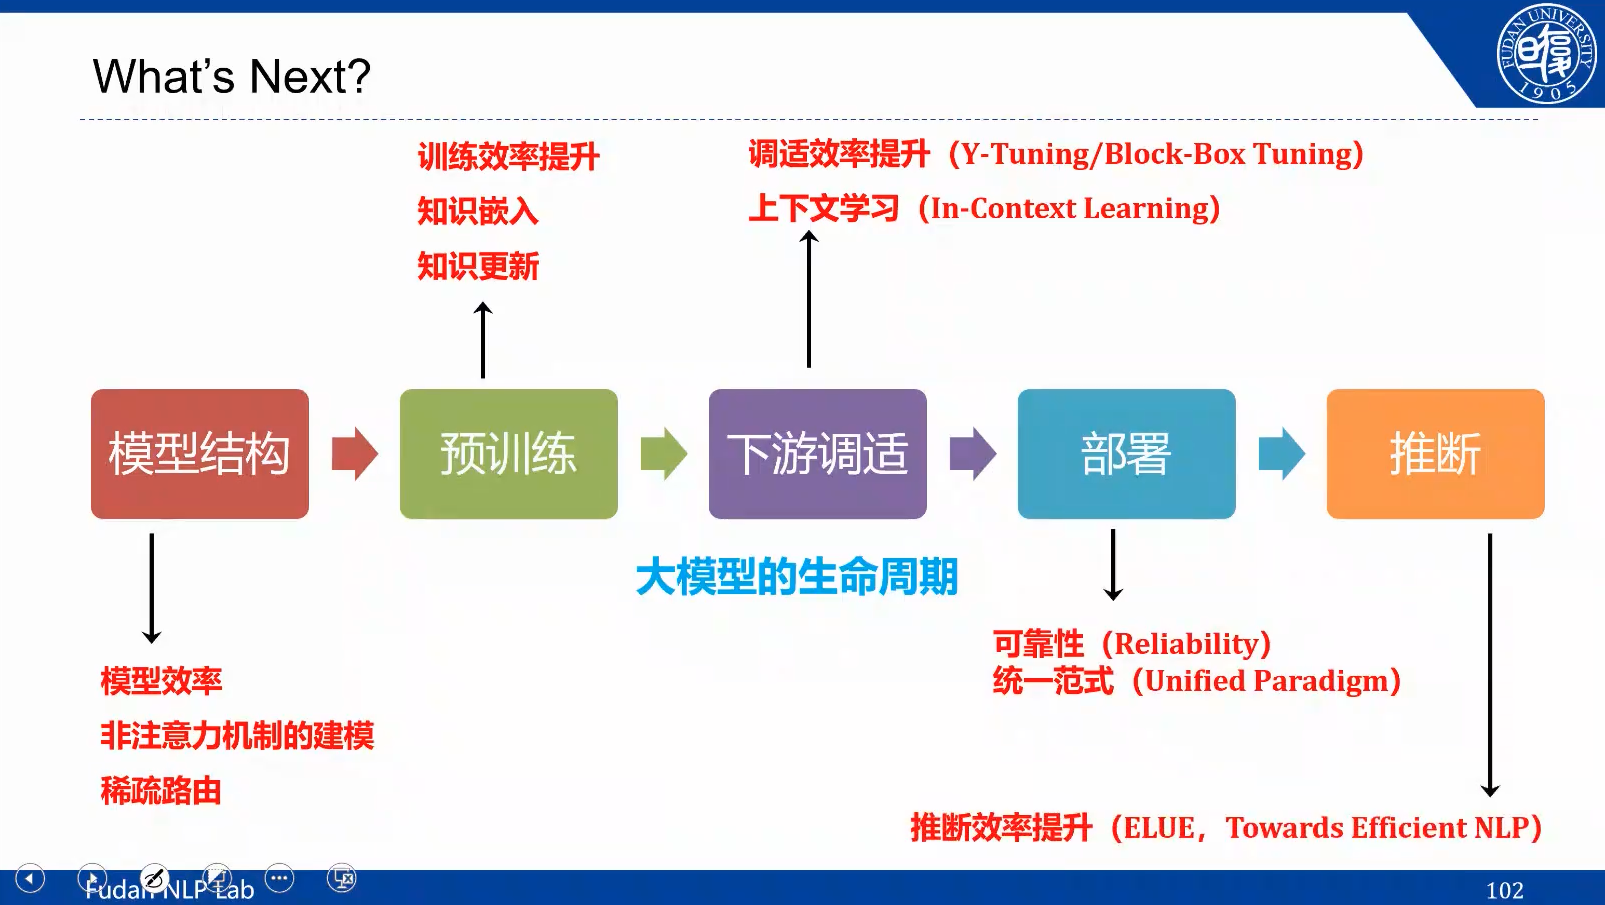 What's Next?
FUDAN UNIVERSITY
1905
训练效率提升
知识嵌入
知识更新
调适效率提升（Y-Tuning/Block-Box Tuning）
上下文学习（In-Context Learning）
模型结构
预训练
下游调适
部署
推断
大模型的生命周期
模型效率
非注意力机制的建模
稀疏路由
可靠性（Reliability）
统一范式（Unified Paradigm）
推断效率提升（ELUE，Towards Efficient NLP）
Fudan NLP Lab
102